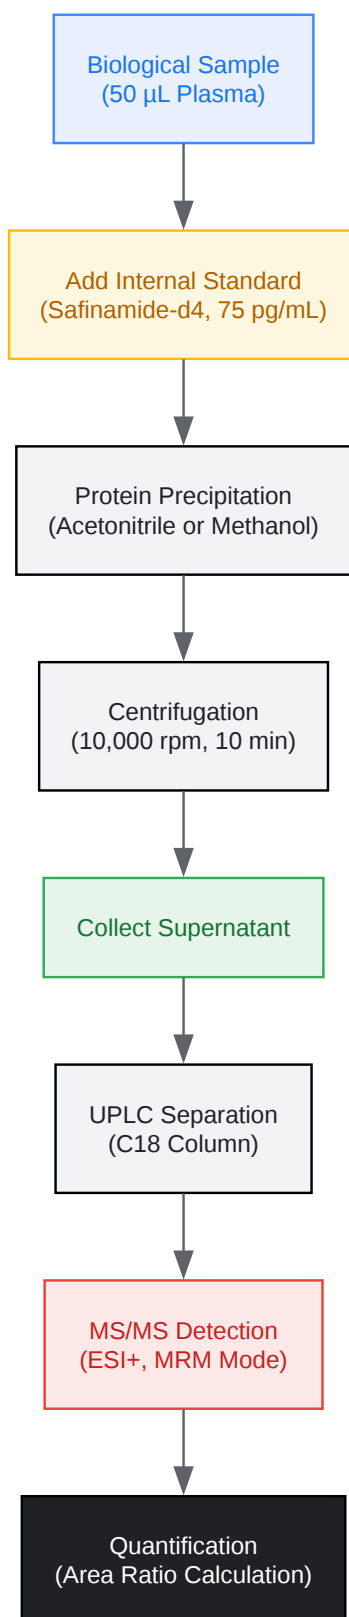 Biological Sample
(50 µL Plasma)
Add Internal Standard
(Safinamide-d4, 75 pg/mL)
Protein Precipitation
(Acetonitrile or Methanol)
Centrifugation
(10,000 rpm, 10 min)
Collect Supernatant
UPLC Separation
(C18 Column)
MS/MS Detection
(ESI+, MRM Mode)
Quantification
(Area Ratio Calculation)